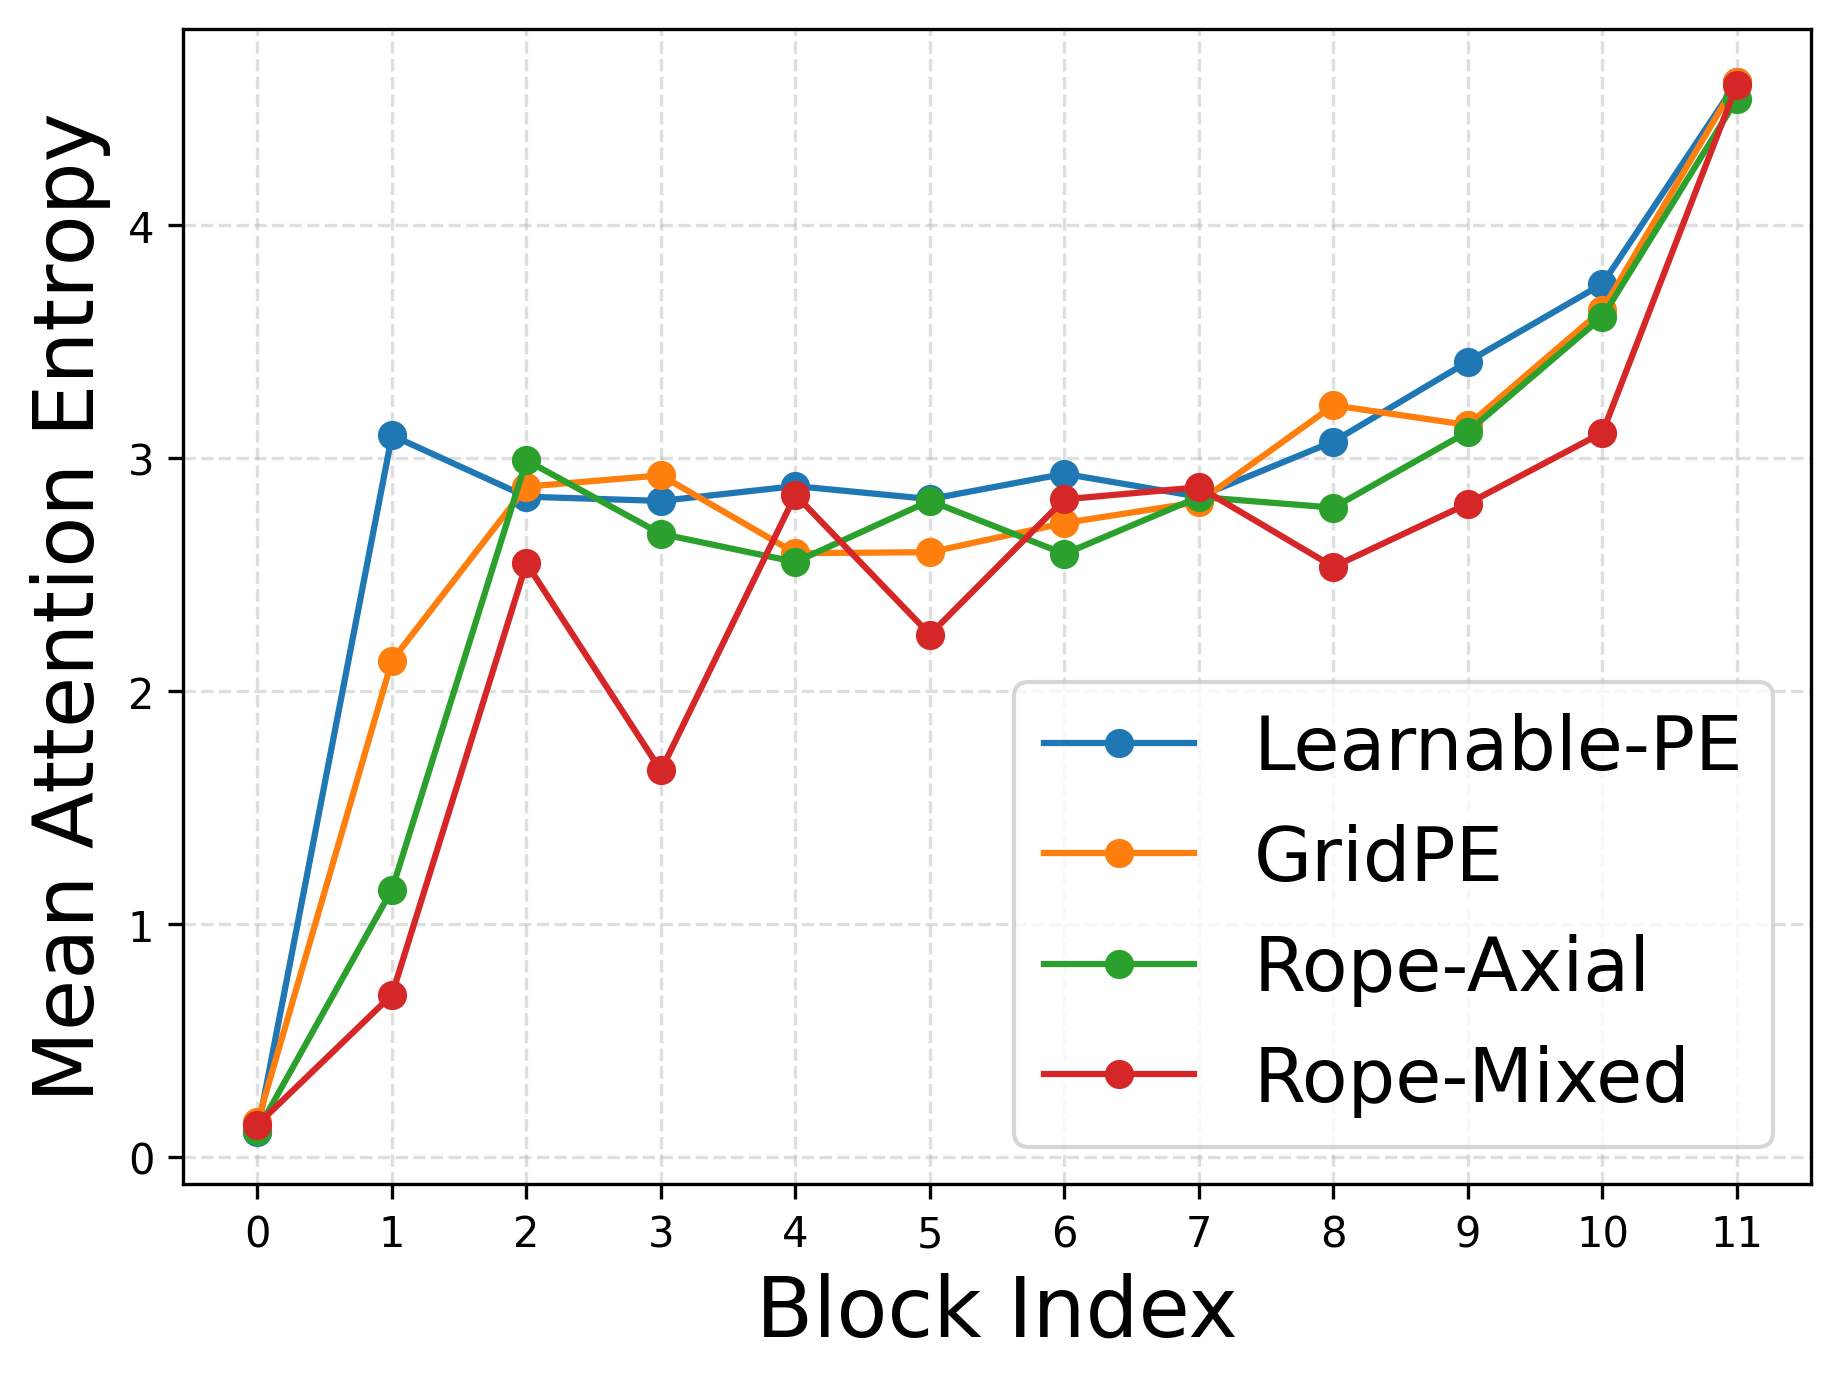 Mean Attention Entropy
4
3
2
1
0
0 1 2 3 4 5 6 7 8 9 10 11
Block Index
Learnable-PE
GridPE
Rope-Axial
Rope-Mixed